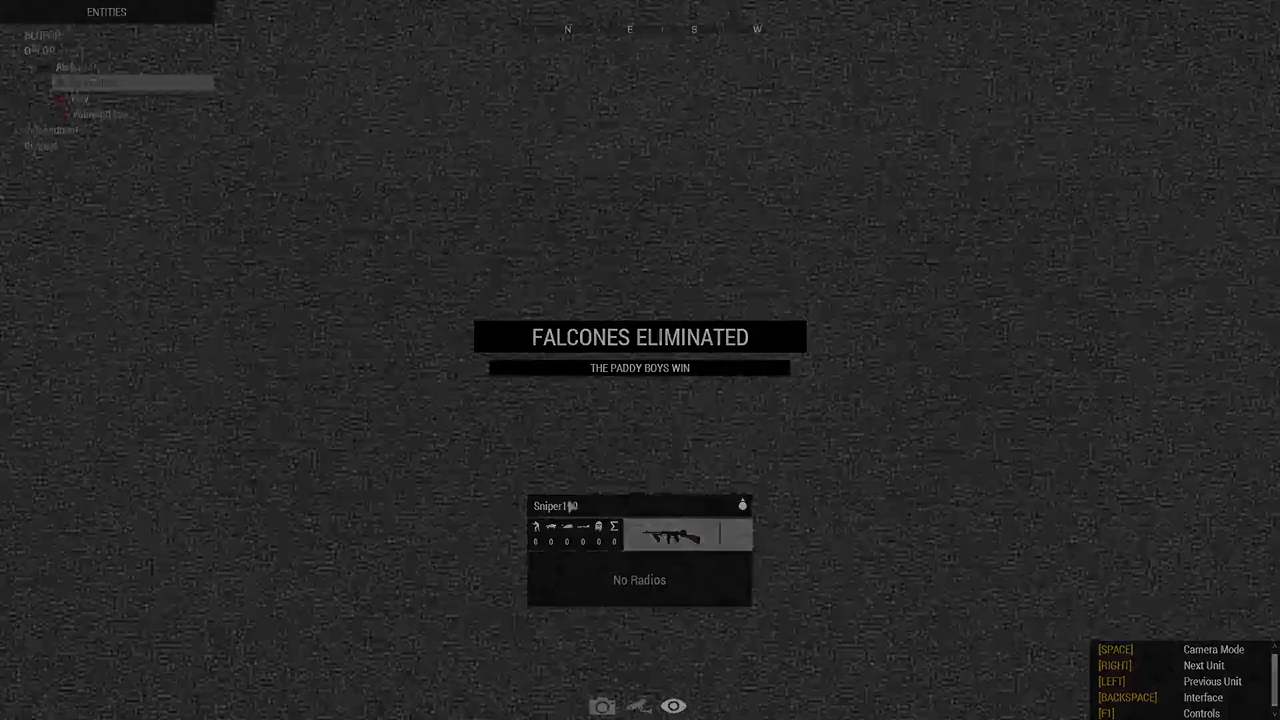 ENTITIES
N E S W
FALCONES ELIMINATED
THE PADDY BOYS WIN
No Radios
0 0 0 0 0 0
[SPACE] Camera Mode
[RIGHT] Next Unit
[LEFT] Previous Unit
[BACKSPACE] Interface
[F1] Controls